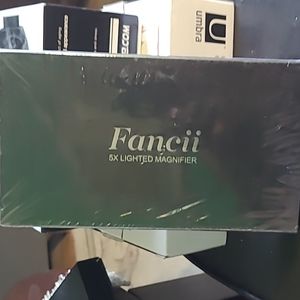 umbra
Fancii
5X LIGHTED MAGNIFIER